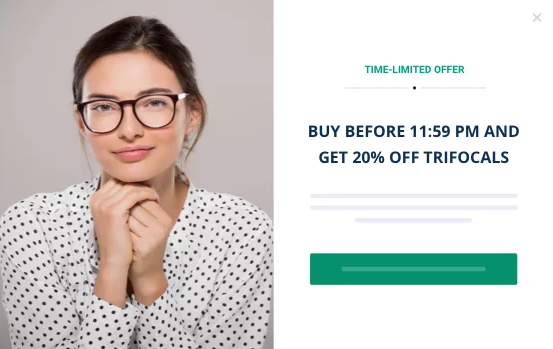 TIME-LIMITED OFFER
BUY BEFORE 11:59 PM AND
GET 20% OFF TRIFOCALS